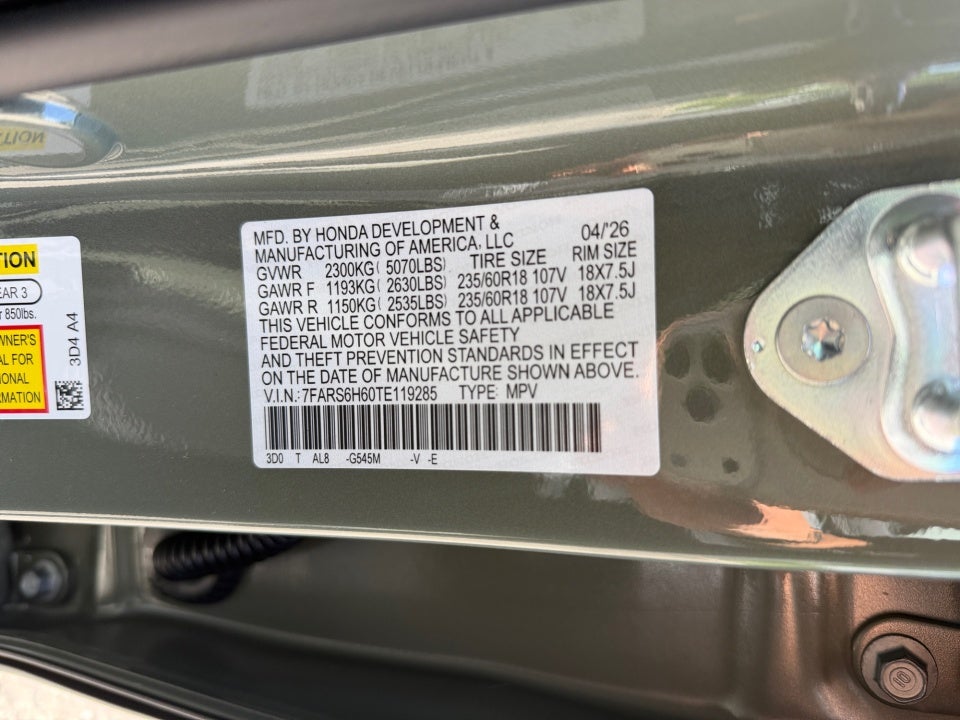 TION
EAR 3
r 850lbs.
WNER'S
AL FOR
IONAL
RMATION
3D4 A4
MFD. BY HONDA DEVELOPMENT & 04/'26
MANUFACTURING OF AMERICA, LLC
TIRE SIZE RIM SIZE
GVWR 2300KG( 5070LBS)
GAWR F 1193KG( 2630LBS) 235/60R18 107V 18X7.5J
GAWR R 1150KG( 2535LBS) 235/60R18 107V 18X7.5J
THIS VEHICLE CONFORMS TO ALL APPLICABLE
FEDERAL MOTOR VEHICLE SAFETY
AND THEFT PREVENTION STANDARDS IN EFFECT
ON THE DATE OF MANUFACTURE SHOWN ABOVE.
V.I.N.:7FARS6H60TE119285 TYPE: MPV
3D0 T AL8 -G545M -V -E
10